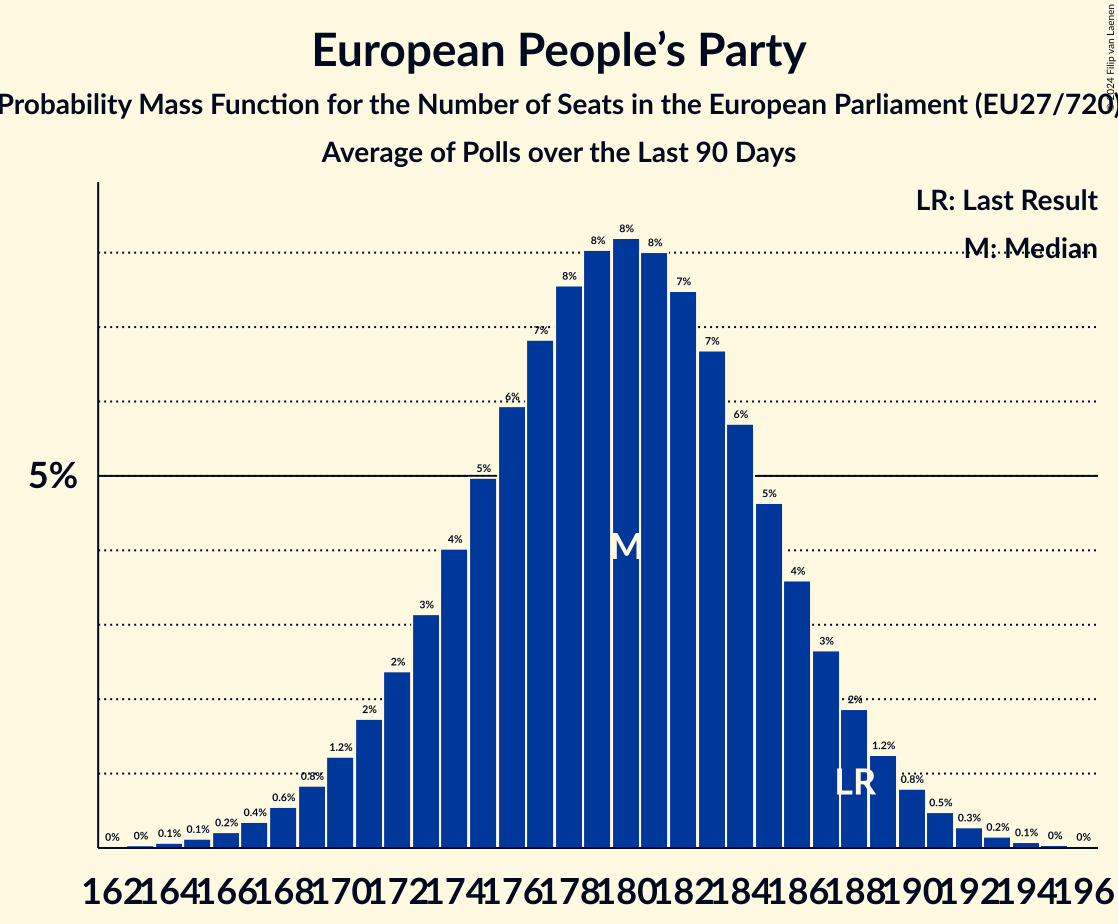 European People’s Party
Probability Mass Function for the Number of Seats in the European Parliament (EU27/720)
Average of Polls over the Last 90 Days
©2024 Filip van Laenen
LR: Last Result
M: Median
5%
0% 0% 0.1% 0.1% 0.2% 0.4% 0.6% 0.8% 1.2% 2% 2% 3% 4% 5% 6% 7% 8% 8% 8% 8% 7% 7% 6% 5% 4% 3% 2% 1.2% 0.8% 0.5% 0.3% 0.2% 0.1% 0% 0%
M
LR
162 164 166 168 170 172 174 176 178 180 182 184 186 188 190 192 194 196